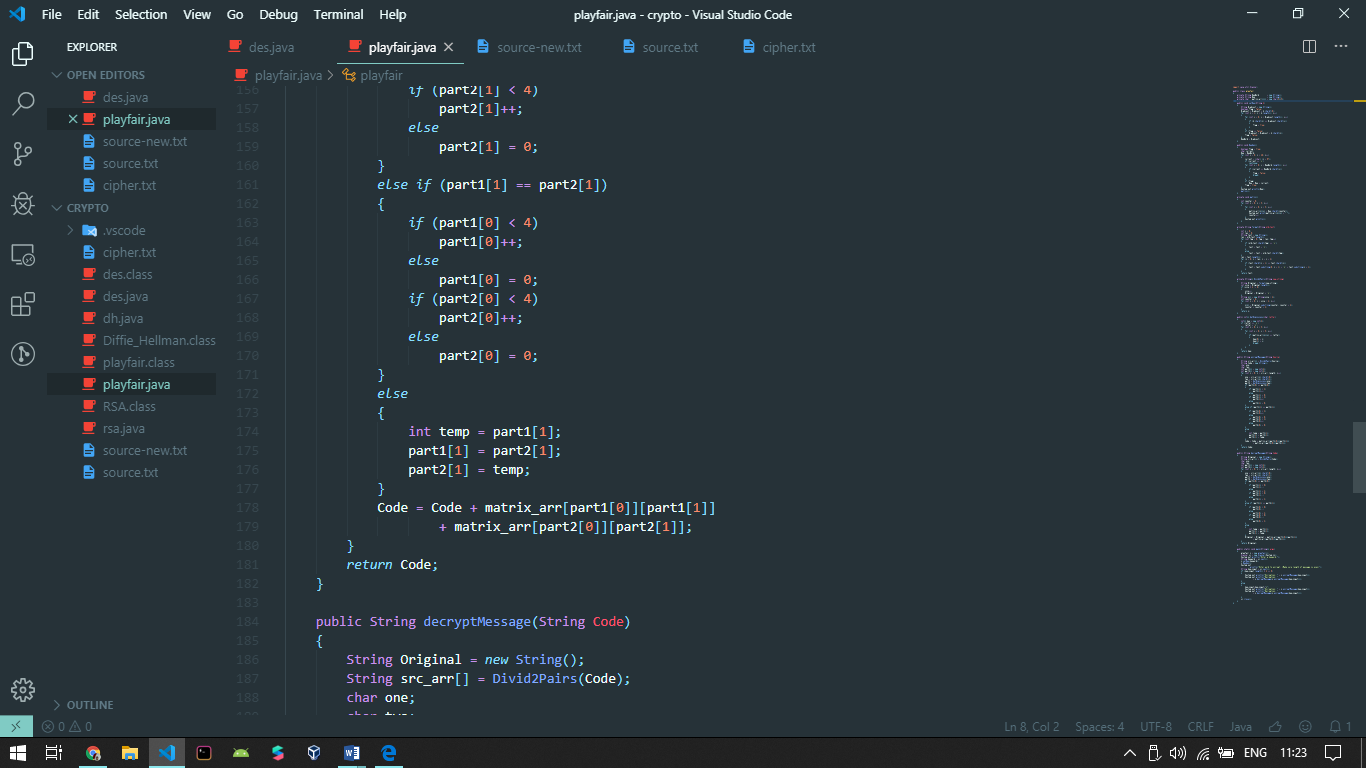 File Edit Selection View Go Debug Terminal Help
playfair.java - crypto - Visual Studio Code
EXPLORER
OPEN EDITORS
des.java
playfair.java
source-new.txt
source.txt
cipher.txt
CRYPTO
.vscode
cipher.txt
des.class
des.java
dh.java
Diffie_Hellman.class
playfair.class
playfair.java
RSA.class
rsa.java
source-new.txt
source.txt
OUTLINE
des.java playfair.java source-new.txt source.txt cipher.txt
playfair.java > playfair
156 if (part2[1] < 4)
157 part2[1]++;
158 else
159 part2[1] = 0;
160 }
161 else if (part1[1] == part2[1])
162 {
163 if (part1[0] < 4)
164 part1[0]++;
165 else
166 part1[0] = 0;
167 if (part2[0] < 4)
168 part2[0]++;
169 else
170 part2[0] = 0;
171 }
172 else
173 {
174 int temp = part1[1];
175 part1[1] = part2[1];
176 part2[1] = temp;
177 }
178 Code = Code + matrix_arr[part1[0]][part1[1]]
179 + matrix_arr[part2[0]][part2[1]];
180 }
181 return Code;
182 }
183
184 public String decryptMessage(String Code)
185 {
186 String Original = new String();
187 String src_arr[] = Divid2Pairs(Code);
188 char one;
0 0 Ln 8, Col 2 Spaces: 4 UTF-8 CRLF Java 1
ENG 11:23